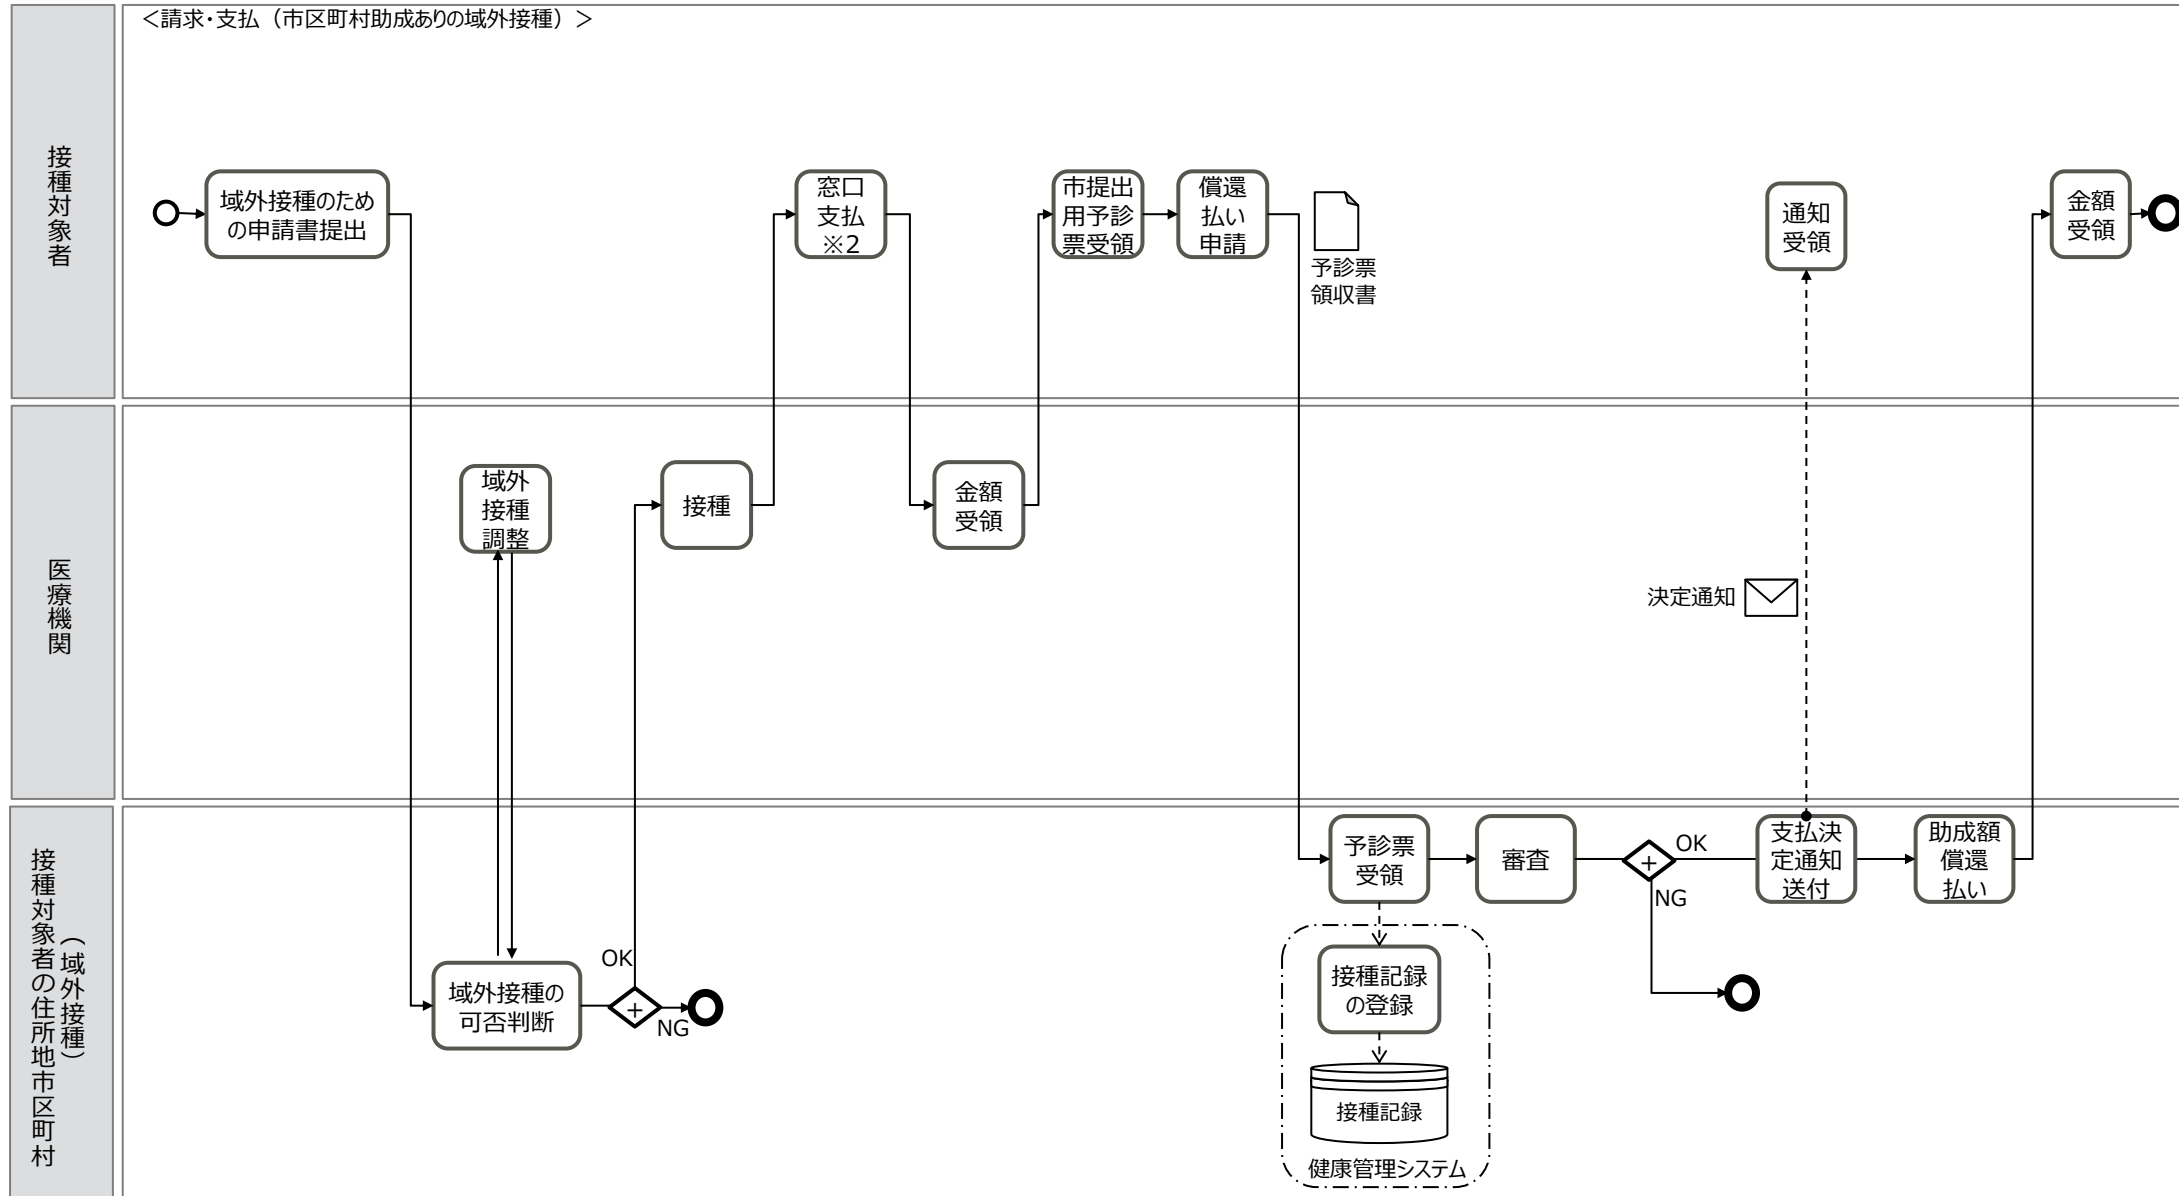 ＜請求・支払（市区町村助成ありの域外接種）＞
接種対象者
域外接種のため
の申請書提出
窓口
支払
※2
市提出
用予診
票受領
償還
払い
申請
予診票
領収書
通知
受領
金額
受領
医療機関
域外
接種
調整
接種
金額
受領
決定通知
接種対象者の住所地市区町村
（域外接種）
域外接種の
可否判断
OK
NG
予診票
受領
審査
OK
NG
支払決
定通知
送付
助成額
償還
払い
接種記録
の登録
接種記録
健康管理システム